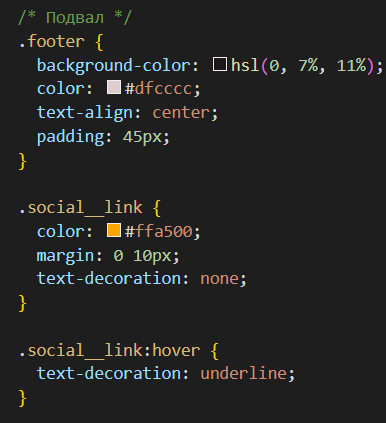 /* Подвал */
.footer {
  background-color: hsl(0, 7%, 11%);
  color: #dfcccc;
  text-align: center;
  padding: 45px;
}

.social__link {
  color: #ffa500;
  margin: 0 10px;
  text-decoration: none;
}

.social__link:hover {
  text-decoration: underline;
}